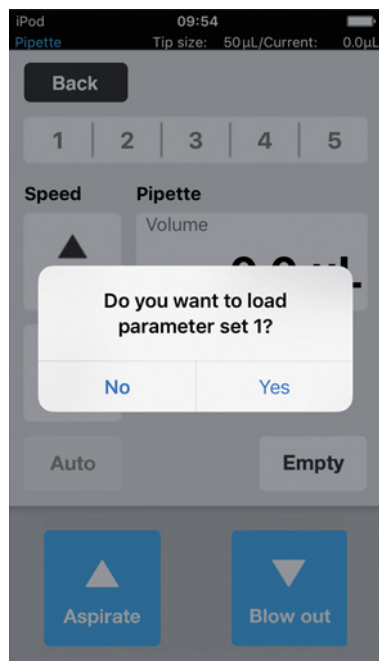 iPod 09:54
Pipette Tip size: 50µL/Current: 0.0µL
Back
1 2 3 4 5
Speed Pipette
Volume
Do you want to load
parameter set 1?
No Yes
Auto Empty
Aspirate Blow out